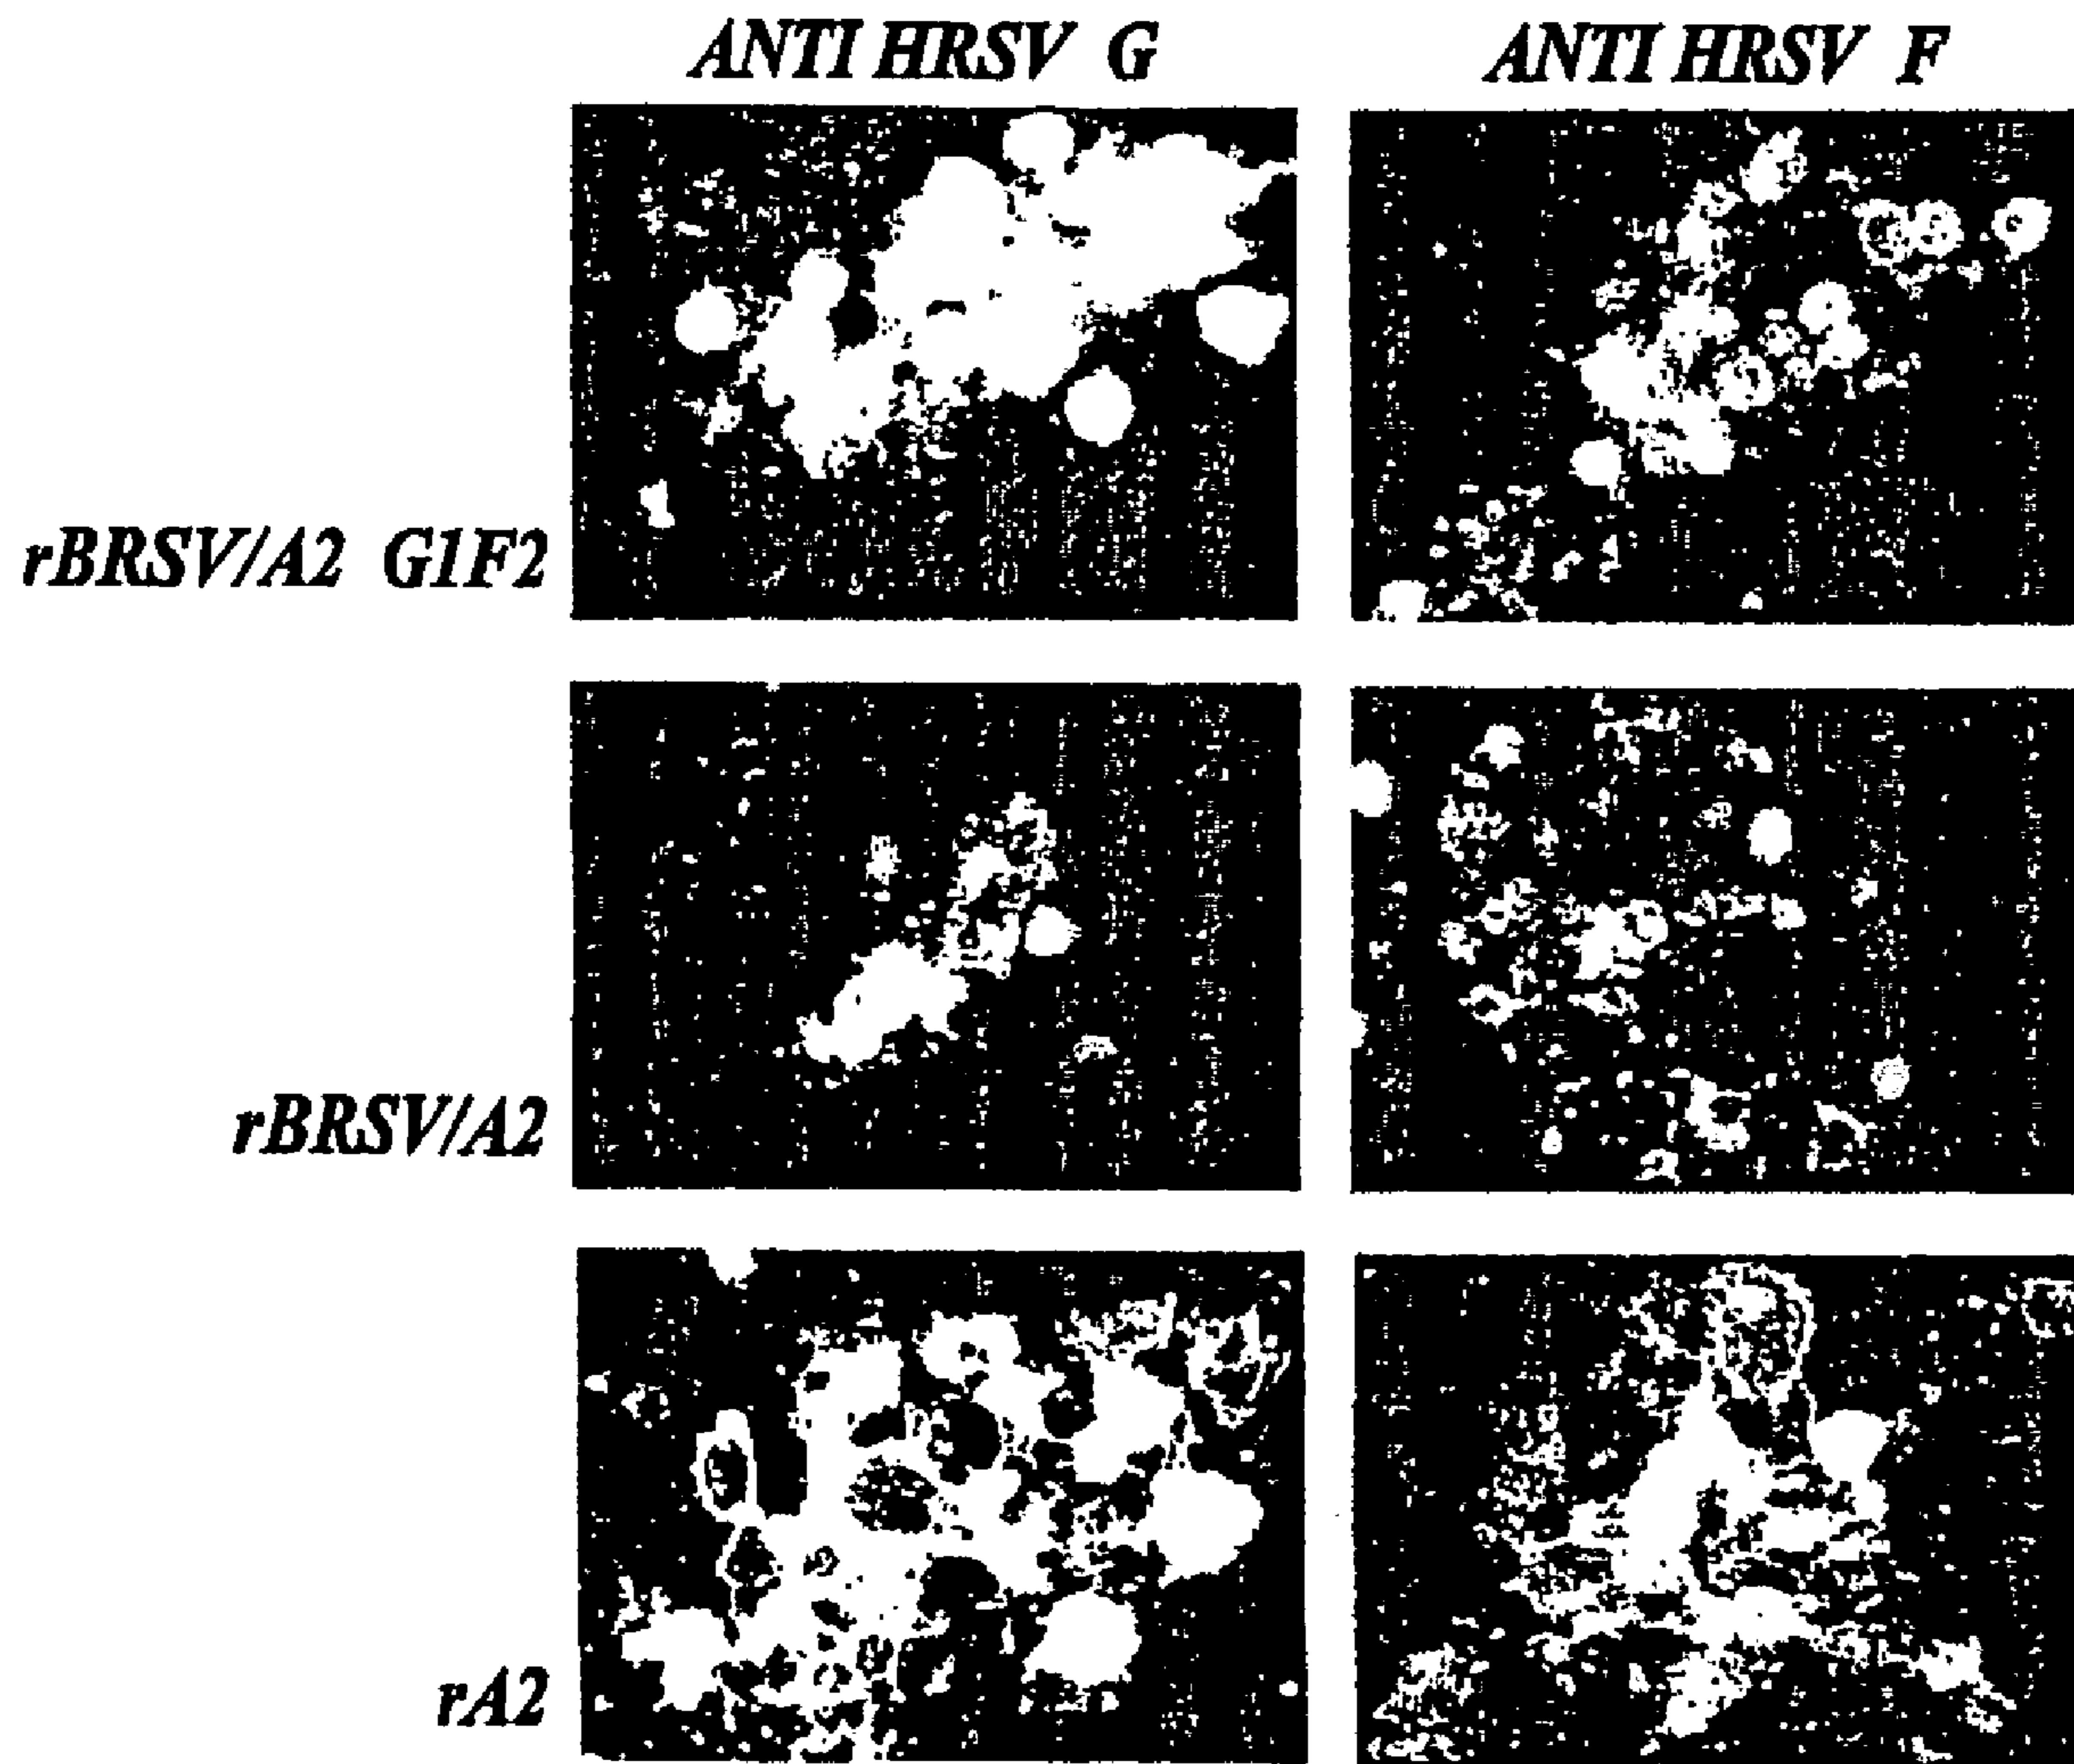 ANTI HRSV G
ANTI HRSV F
rBRSV/A2 G1F2
rBRSV/A2
rA2